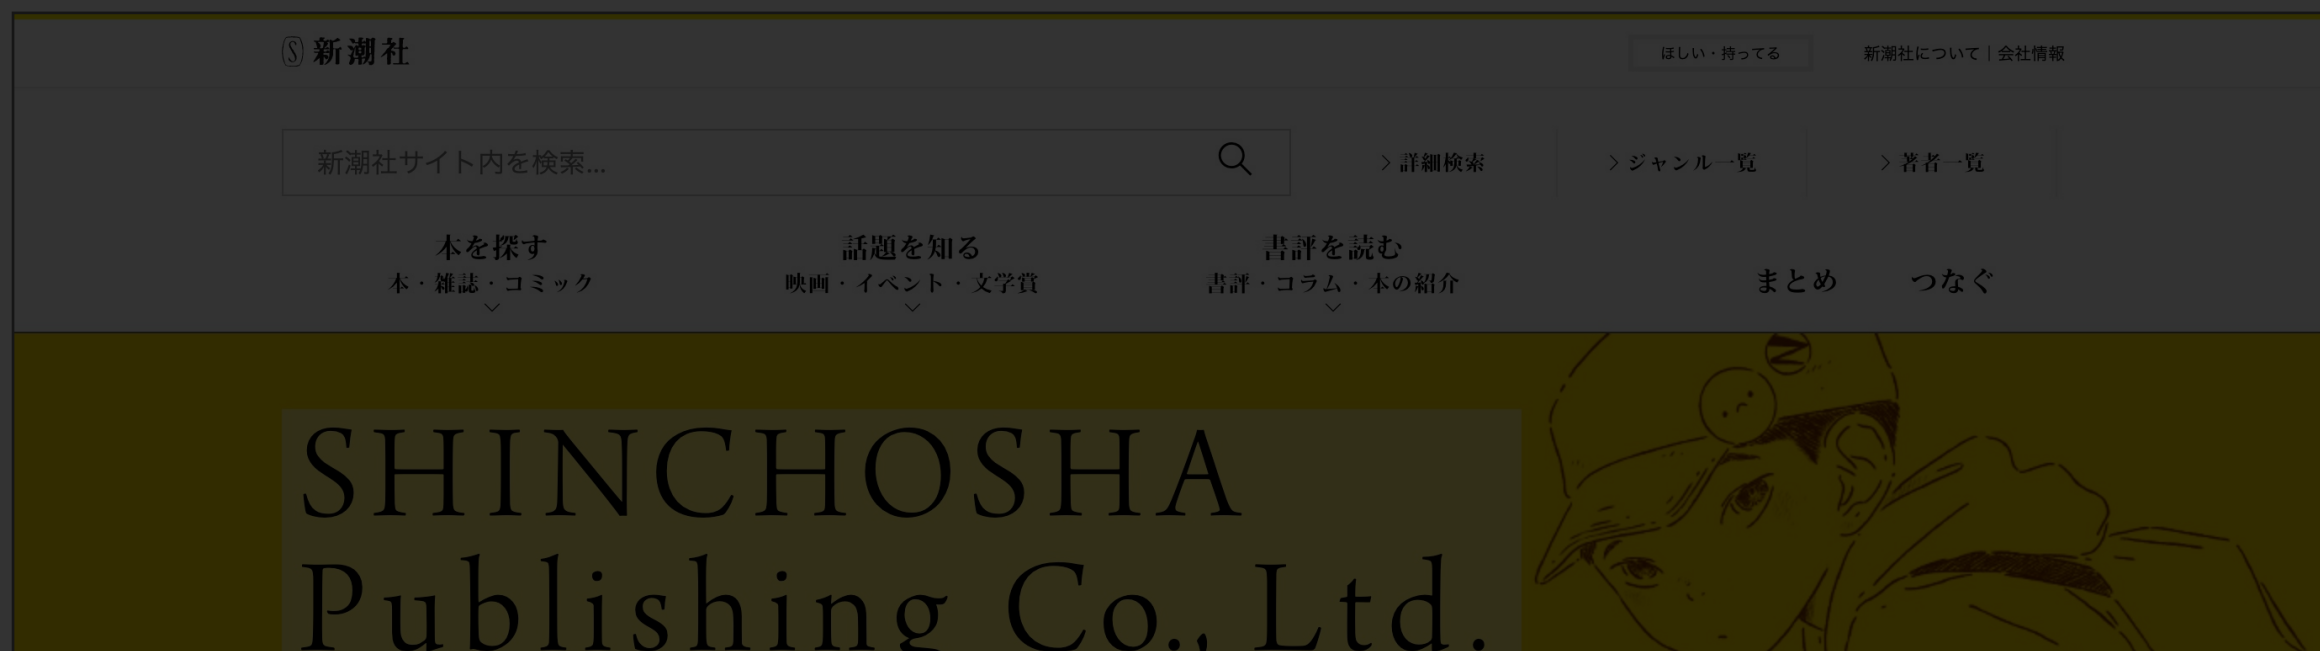 新潮社
ほしい・持ってる
新潮社について｜会社情報
新潮社サイト内を検索...
詳細検索
ジャンル一覧
著者一覧
本を探す
本・雑誌・コミック
話題を知る
映画・イベント・文学賞
書評を読む
書評・コラム・本の紹介
まとめ
つなぐ
N
SHINCHOSHA
Publishing Co., Ltd.